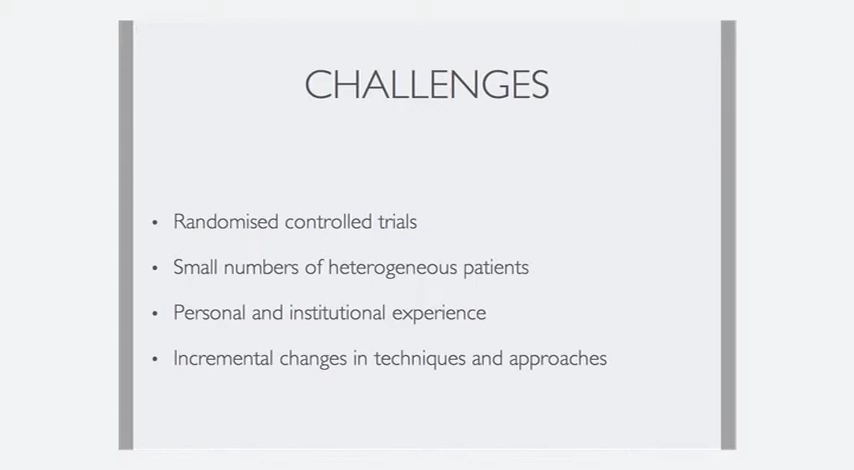 CHALLENGES
• Randomised controlled trials
• Small numbers of heterogeneous patients
• Personal and institutional experience
• Incremental changes in techniques and approaches